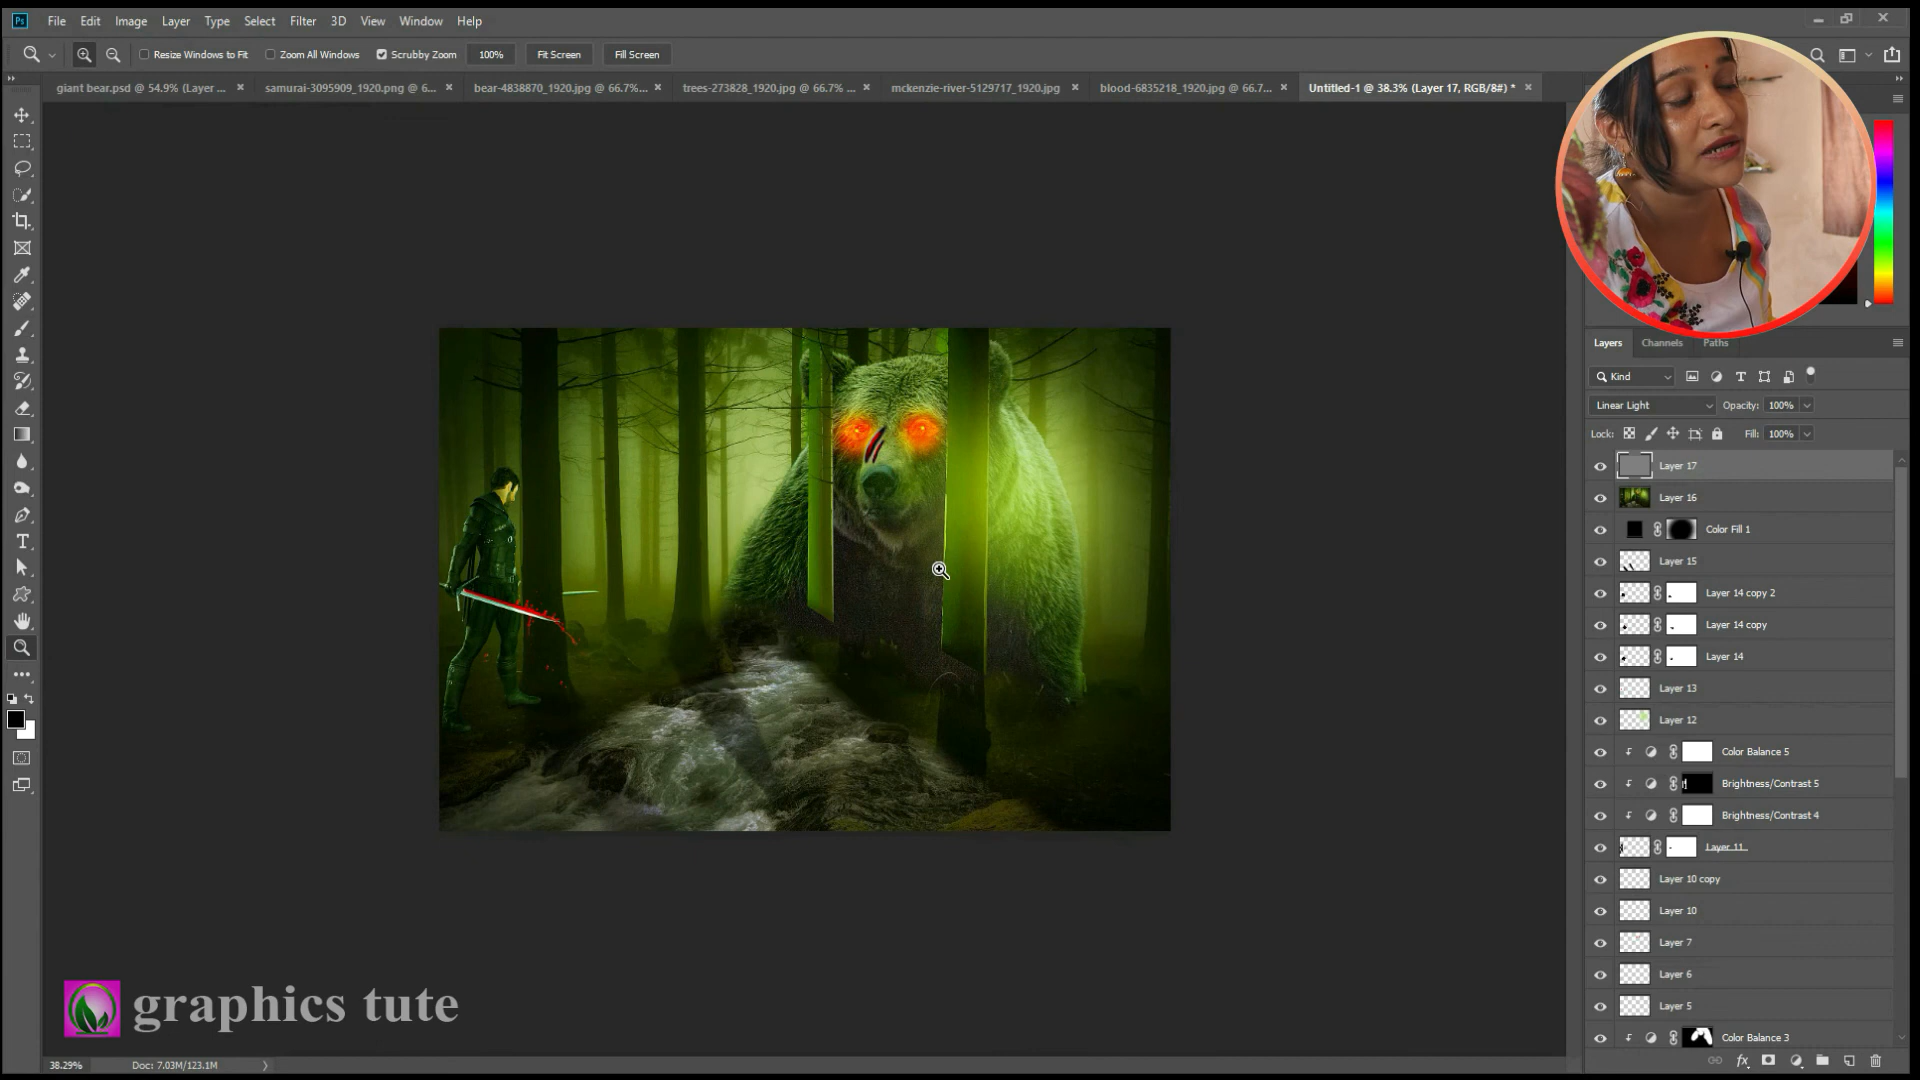 Ps File Edit Image Layer Type Select Filter 3D View Window Help
Resize Windows to Fit Zoom All Windows Scrubby Zoom 100% Fit Screen Fill Screen
giant bear.psd @ 54.9% (Layer ... × samurai-3095909_1920.png @ 6... × bear-4838870_1920.jpg @ 66.7%... × trees-273828_1920.jpg @ 66.7% ... × mckenzie-river-5129717_1920.jpg × blood-6835218_1920.jpg @ 66.7... × Untitled-1 @ 38.3% (Layer 17, RGB/8#) * ×
Layers Channels Paths
Kind
Linear Light Opacity: 100%
Lock: Fill: 100%
Layer 17
Layer 16
Color Fill 1
Layer 15
Layer 14 copy 2
Layer 14 copy
Layer 14
Layer 13
Layer 12
Color Balance 5
Brightness/Contrast 5
Brightness/Contrast 4
Layer 11
Layer 10 copy
Layer 10
Layer 7
Layer 6
Layer 5
Color Balance 3
graphics tute
38.29% Doc: 7.03M/123.1M